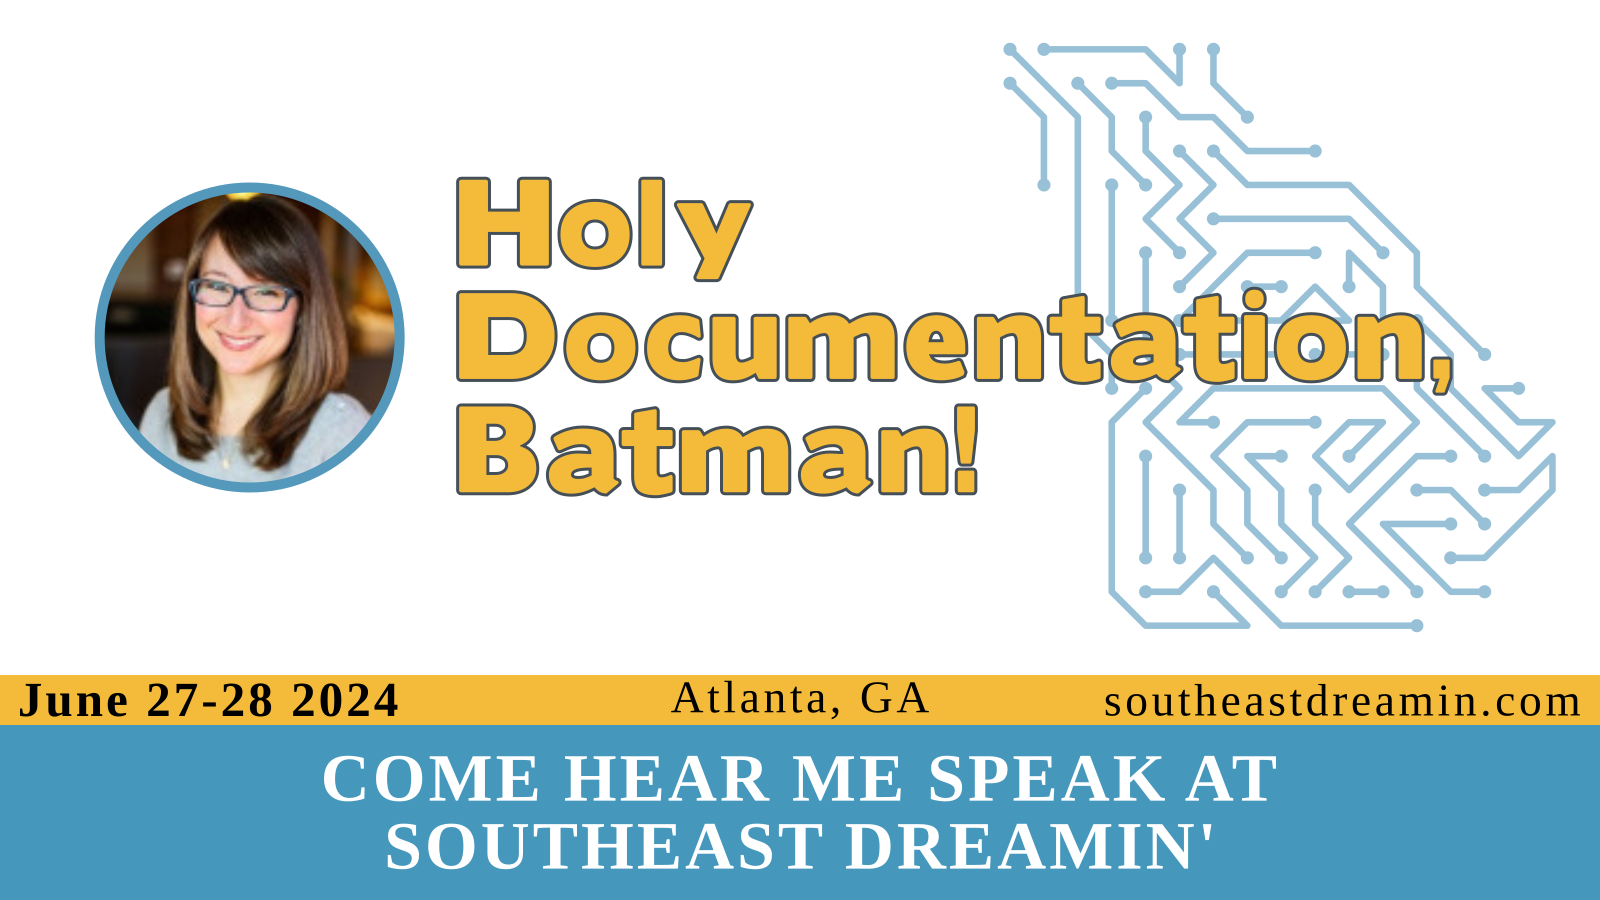 Holy
Documentation,
Batman!
June 27-28 2024
Atlanta, GA
southeastdreamin.com
COME HEAR ME SPEAK AT
SOUTHEAST DREAMIN'